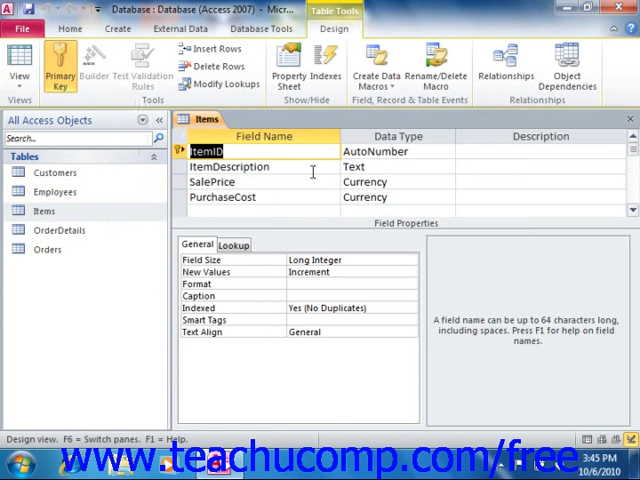 Database : Database (Access 2007) - Micr...
Table Tools
File
Home
Create
External Data
Database Tools
Design
View
Primary Key
Builder
Test Validation Rules
Insert Rows
Delete Rows
Modify Lookups
Property Sheet
Indexes
Create Data Macros
Rename/Delete Macro
Relationships
Object Dependencies
Views
Tools
Show/Hide
Field, Record & Table Events
Relationships
All Access Objects
Search...
Tables
Customers
Employees
Items
OrderDetails
Orders
Items
Field Name Data Type Description
ItemID AutoNumber
ItemDescription Text
SalePrice Currency
PurchaseCost Currency
Field Properties
General Lookup
Field Size Long Integer
New Values Increment
Format
Caption
Indexed Yes (No Duplicates)
Smart Tags
Text Align General
A field name can be up to 64 characters long,
including spaces. Press F1 for help on field
names.
Design view. F6 = Switch panes. F1 = Help.
www.teachucomp.com/free
3:45 PM
10/6/2010